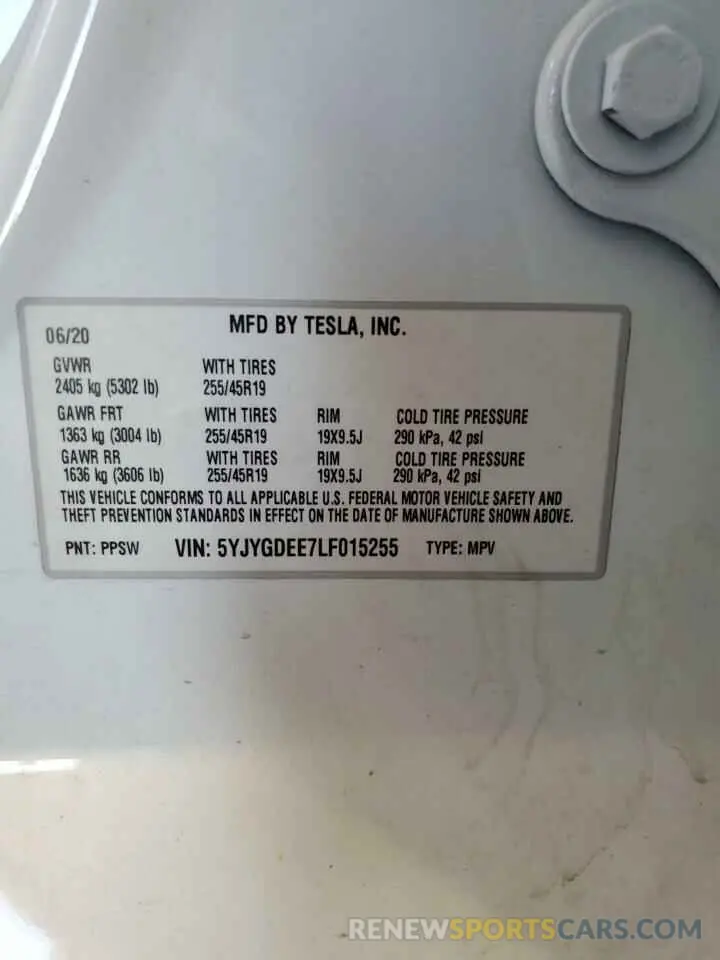 06/20 MFD BY TESLA, INC.
GVWR WITH TIRES
2405 kg (5302 lb) 255/45R19
GAWR FRT WITH TIRES RIM COLD TIRE PRESSURE
1363 kg (3004 lb) 255/45R19 19X9.5J 290 kPa, 42 psi
GAWR RR WITH TIRES RIM COLD TIRE PRESSURE
1636 kg (3606 lb) 255/45R19 19X9.5J 290 kPa, 42 psi
THIS VEHICLE CONFORMS TO ALL APPLICABLE U.S. FEDERAL MOTOR VEHICLE SAFETY AND
THEFT PREVENTION STANDARDS IN EFFECT ON THE DATE OF MANUFACTURE SHOWN ABOVE.
PNT: PPSW VIN: 5YJYGDEE7LF015255 TYPE: MPV
RENEWSPORTSCARS.COM